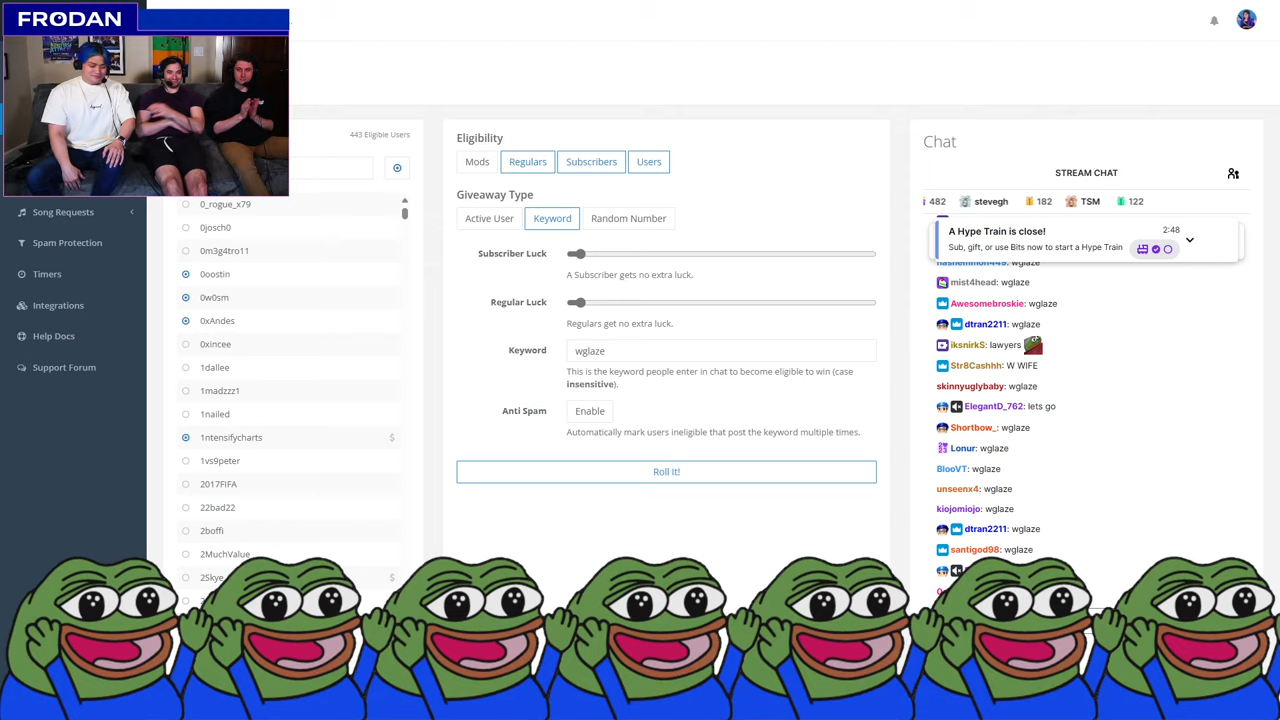 FRODAN
443 Eligible Users
Song Requests
Spam Protection
Timers
Integrations
Help Docs
Support Forum
0_rogue_x79
0josch0
0m3g4tro11
0oostin
0w0sm
0xAndes
0xincee
1dallee
1madzzz1
1nailed
1ntensifycharts $
1vs9peter
2017FIFA
22bad22
2boffi
2MuchValue
2Skye $
Eligibility
Mods Regulars Subscribers Users
Giveaway Type
Active User Keyword Random Number
Subscriber Luck
A Subscriber gets no extra luck.
Regular Luck
Regulars get no extra luck.
Keyword wglaze
This is the keyword people enter in chat to become eligible to win (case
insensitive).
Anti Spam Enable
Automatically mark users ineligible that post the keyword multiple times.
Roll It!
Chat
STREAM CHAT
482 stevegh 182 TSM 122
A Hype Train is close! 2:48
Sub, gift, or use Bits now to start a Hype Train
mist4head: wglaze
Awesomebroskie: wglaze
dtran2211: wglaze
iksnirkS: lawyers
Str8Cashhh: W WIFE
skinnyuglybaby: wglaze
ElegantD_762: lets go
Shortbow_: wglaze
Lonur: wglaze
BlooVT: wglaze
unseenx4: wglaze
kiojomiojo: wglaze
dtran2211: wglaze
santigod98: wglaze